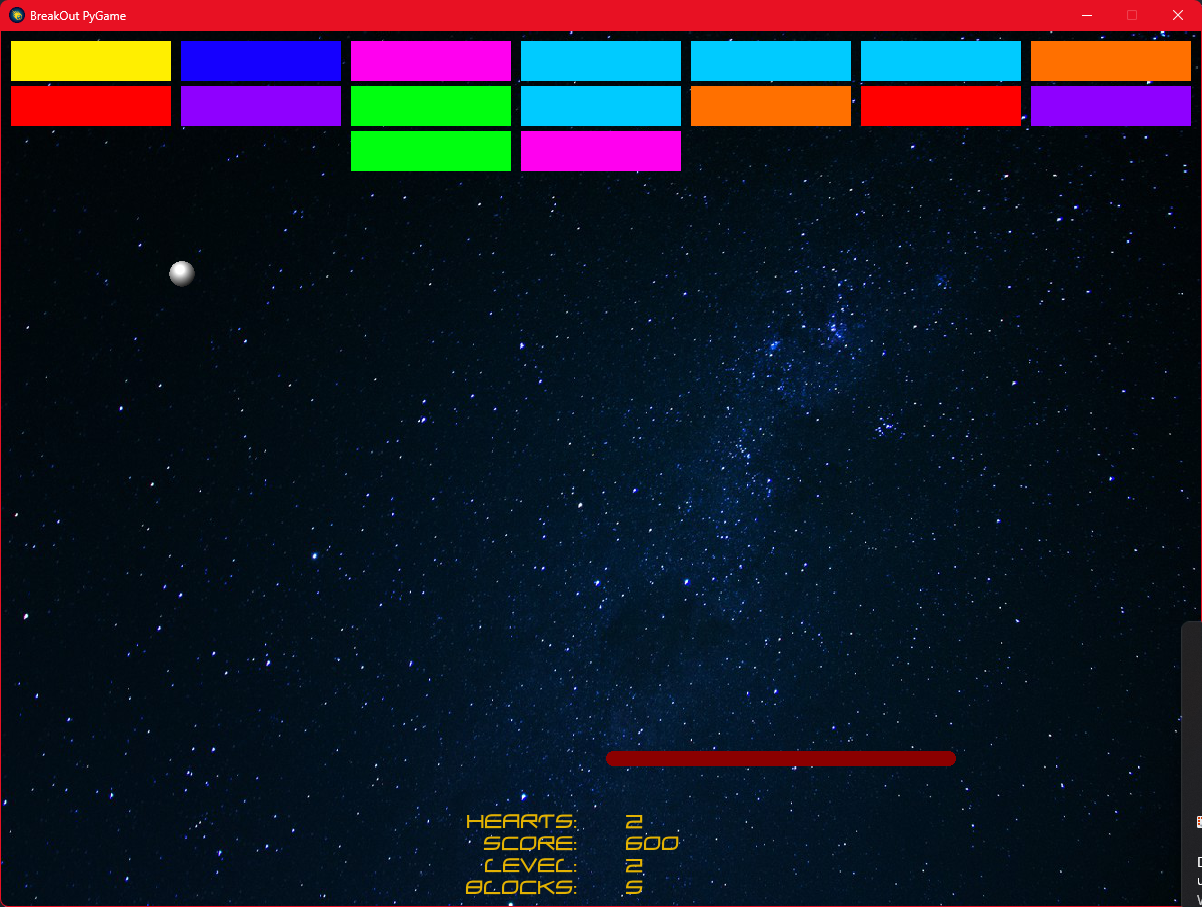 BreakOut PyGame
HEARTS: 2
SCORE: 600
LEVEL: 2
BLOCKS: 5